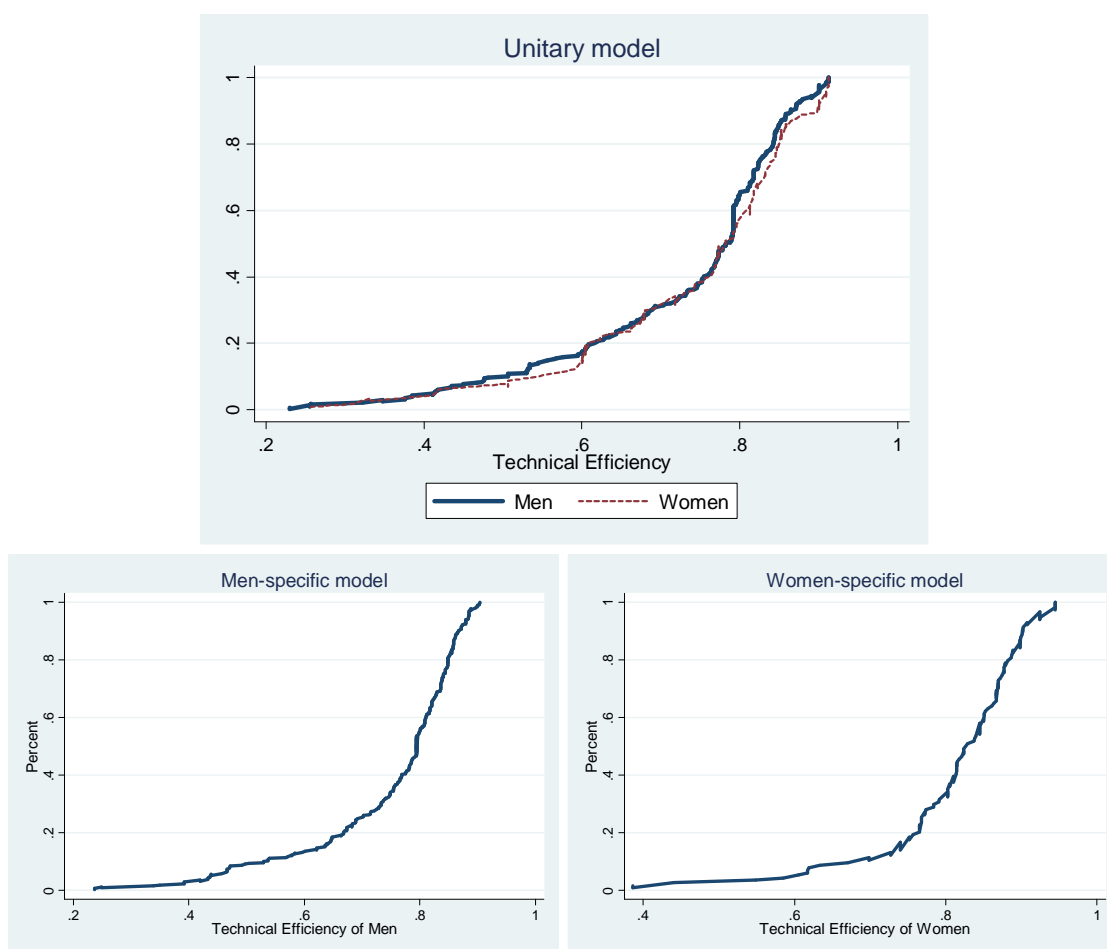 Unitary model
1
.8
.6
.4
.2
0
.2 .4 .6 .8 1
Technical Efficiency
Men Women
Men-specific model
Percent
1
.8
.6
.4
.2
0
.2 .4 .6 .8 1
Technical Efficiency of Men
Women-specific model
Percent
1
.8
.6
.4
.2
0
.4 .6 .8 1
Technical Efficiency of Women